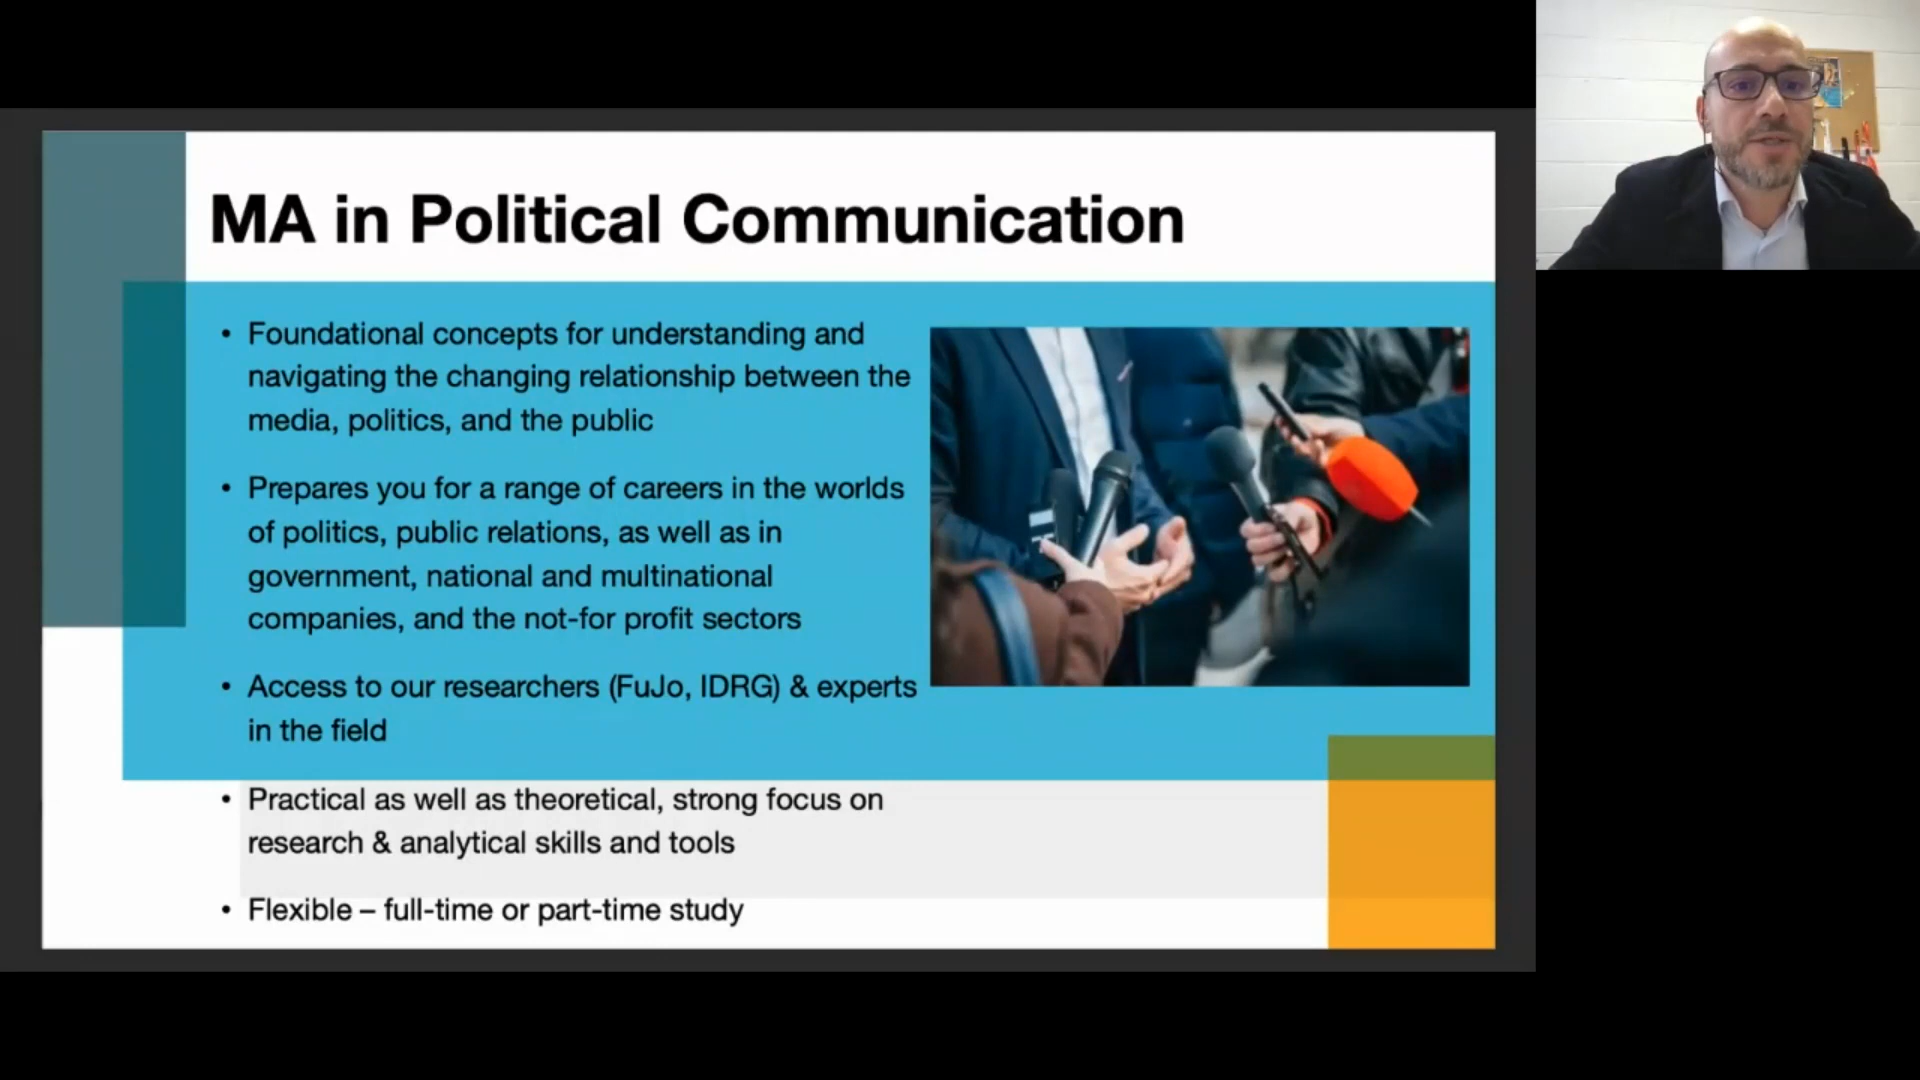 MA in Political Communication
• Foundational concepts for understanding and
navigating the changing relationship between the
media, politics, and the public
• Prepares you for a range of careers in the worlds
of politics, public relations, as well as in
government, national and multinational
companies, and the not-for profit sectors
• Access to our researchers (FuJo, IDRG) & experts
in the field
• Practical as well as theoretical, strong focus on
research & analytical skills and tools
• Flexible – full-time or part-time study